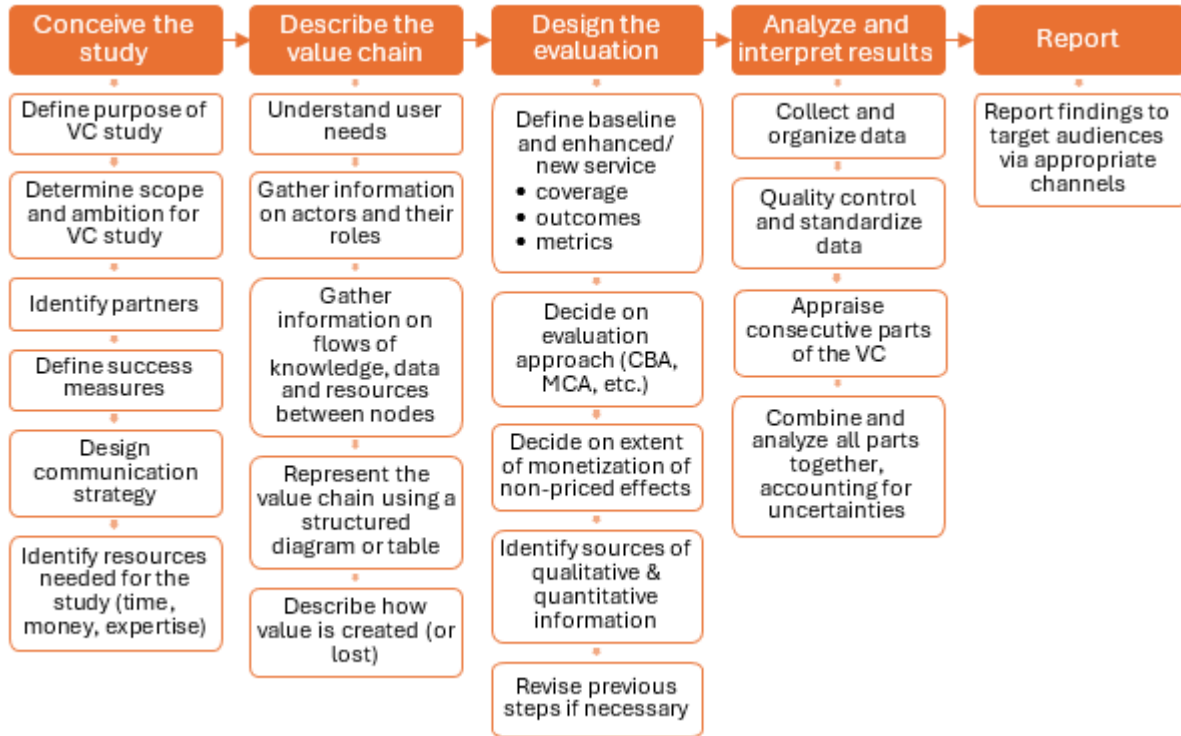 Conceive the
study
Define purpose of
VC study
Determine scope
and ambition for
VC study
Identify partners
Define success
measures
Design
communication
strategy
Identify resources
needed for the
study (time,
money, expertise)
Describe the
value chain
Understand user
needs
Gather information
on actors and their
roles
Gather
information on
flows of
knowledge, data
and resources
between nodes
Represent the
value chain using a
structured
diagram or table
Describe how
value is created (or
lost)
Design the
evaluation
Define baseline
and enhanced/
new service
• coverage
• outcomes
• metrics
Decide on
evaluation
approach (CBA,
MCA, etc.)
Decide on extent
of monetization of
non-priced effects
Identify sources of
qualitative &
quantitative
information
Revise previous
steps if necessary
Analyze and
interpret results
Collect and
organize data
Quality control
and standardize
data
Appraise
consecutive parts
of the VC
Combine and
analyze all parts
together,
accounting for
uncertainties
Report
Report findings to
target audiences
via appropriate
channels